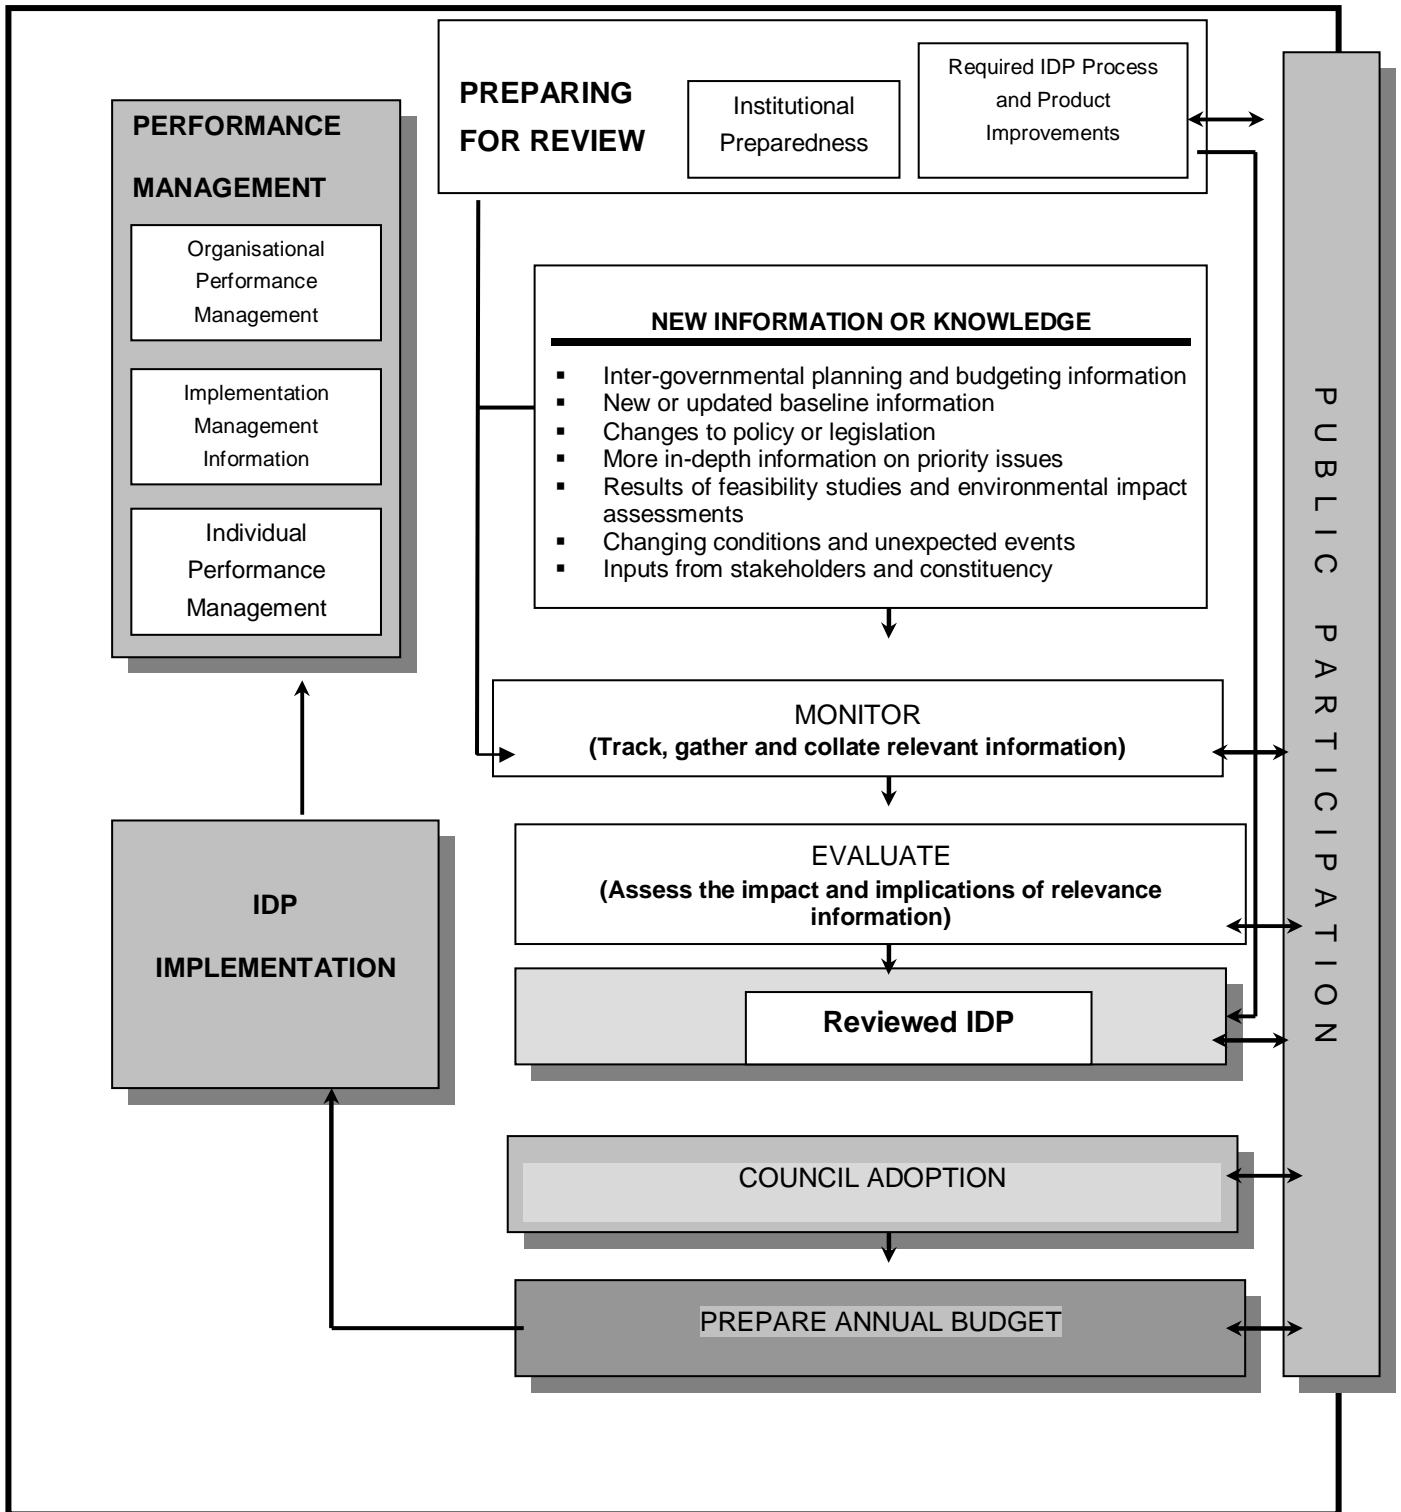 PREPARING
FOR REVIEW
Institutional
Preparedness
Required IDP Process
and Product
Improvements
PERFORMANCE
MANAGEMENT
Organisational
Performance
Management
Implementation
Management
Information
Individual
Performance
Management
NEW INFORMATION OR KNOWLEDGE
▪ Inter-governmental planning and budgeting information
▪ New or updated baseline information
▪ Changes to policy or legislation
▪ More in-depth information on priority issues
▪ Results of feasibility studies and environmental impact
assessments
▪ Changing conditions and unexpected events
▪ Inputs from stakeholders and constituency
MONITOR
(Track, gather and collate relevant information)
EVALUATE
(Assess the impact and implications of relevance
information)
Reviewed IDP
IDP
IMPLEMENTATION
COUNCIL ADOPTION
PREPARE ANNUAL BUDGET
PUBLIC PARTICIPATION